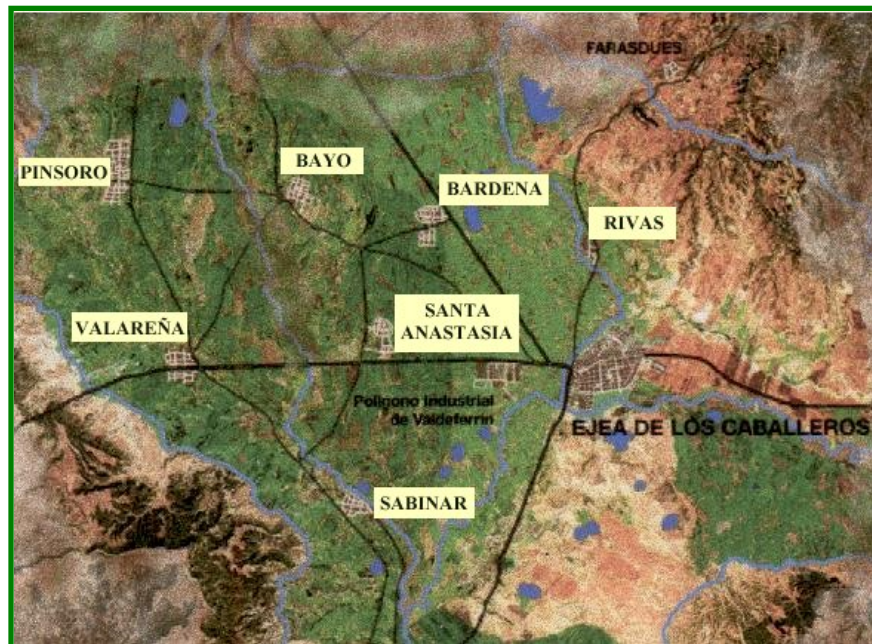 FARASDUES
BAYO
PINSORO
BARDENA
RIVAS
SANTA
ANASTASIA
VALAREÑA
Polígono Industrial
de Valdeferrín
EJEA DE LOS CABALLEROS
SABINAR